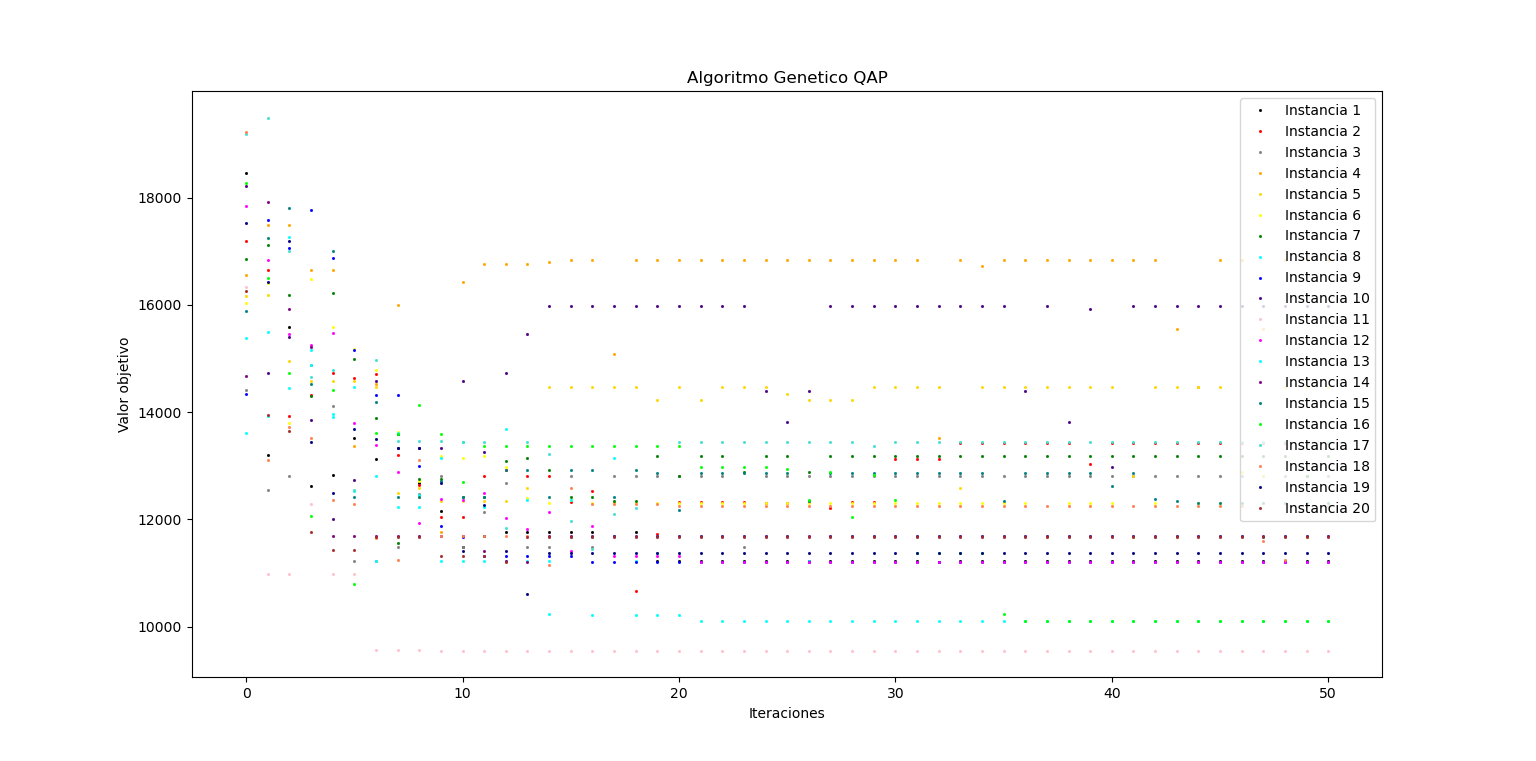 Algoritmo Genetico QAP
Valor objetivo
18000
16000
14000
12000
10000
0 10 20 30 40 50
Iteraciones
Instancia 1
Instancia 2
Instancia 3
Instancia 4
Instancia 5
Instancia 6
Instancia 7
Instancia 8
Instancia 9
Instancia 10
Instancia 11
Instancia 12
Instancia 13
Instancia 14
Instancia 15
Instancia 16
Instancia 17
Instancia 18
Instancia 19
Instancia 20